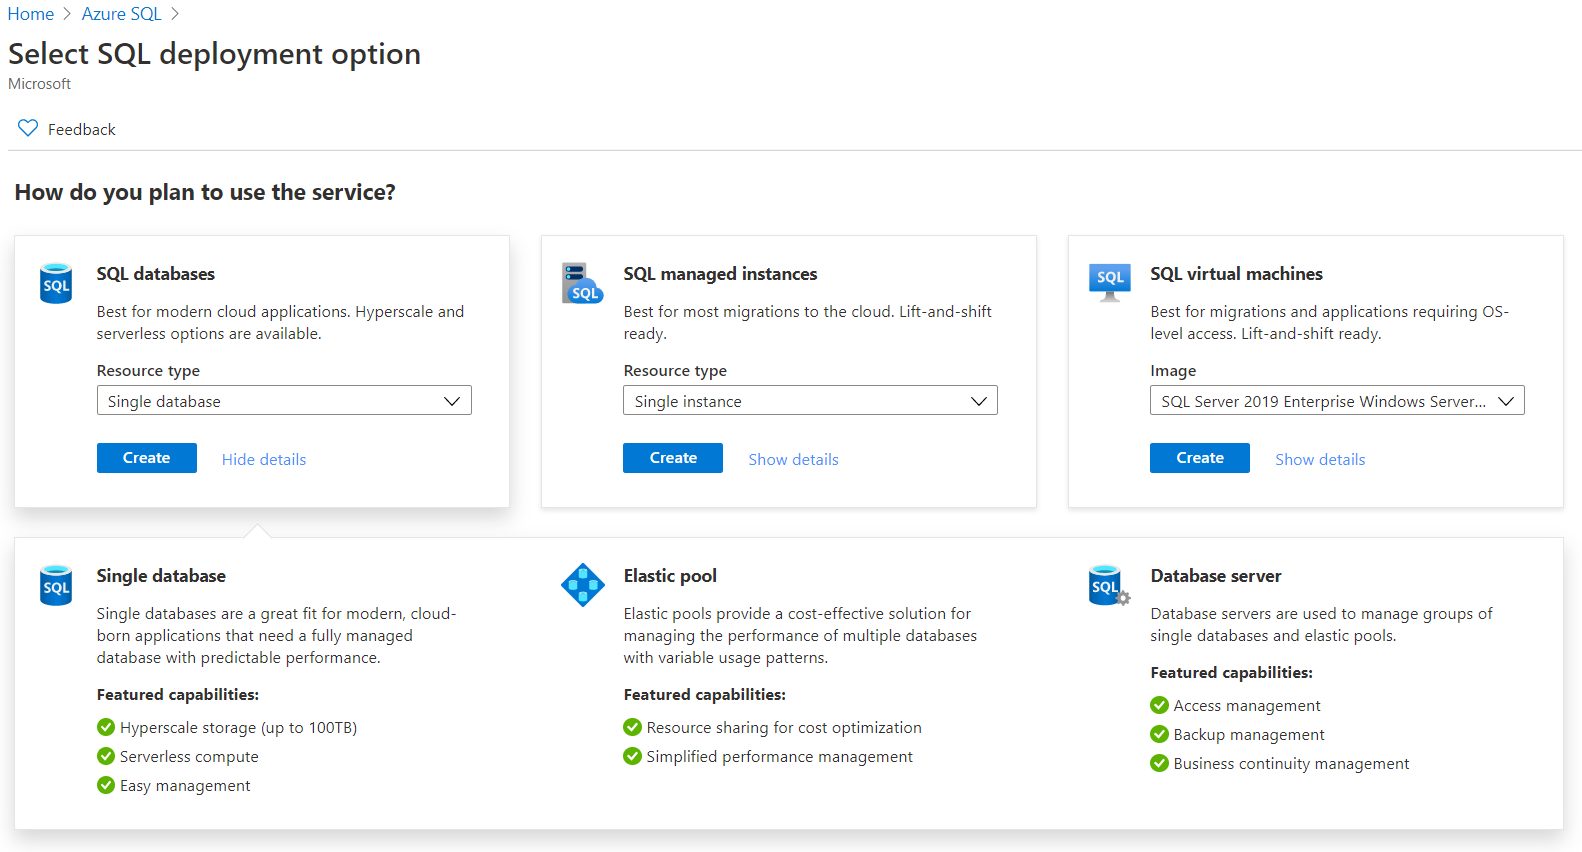 Home > Azure SQL >
Select SQL deployment option
Microsoft
Feedback
How do you plan to use the service?
SQL
SQL databases
Best for modern cloud applications. Hyperscale and
serverless options are available.
Resource type
Single database
Create
Hide details
SQL
SQL managed instances
Best for most migrations to the cloud. Lift-and-shift
ready.
Resource type
Single instance
Create
Show details
SQL
SQL virtual machines
Best for migrations and applications requiring OS-
level access. Lift-and-shift ready.
Image
SQL Server 2019 Enterprise Windows Server...
Create
Show details
SQL
Single database
Single databases are a great fit for modern, cloud-
born applications that need a fully managed
database with predictable performance.
Featured capabilities:
Hyperscale storage (up to 100TB)
Serverless compute
Easy management
Elastic pool
Elastic pools provide a cost-effective solution for
managing the performance of multiple databases
with variable usage patterns.
Featured capabilities:
Resource sharing for cost optimization
Simplified performance management
SQL
Database server
Database servers are used to manage groups of
single databases and elastic pools.
Featured capabilities:
Access management
Backup management
Business continuity management